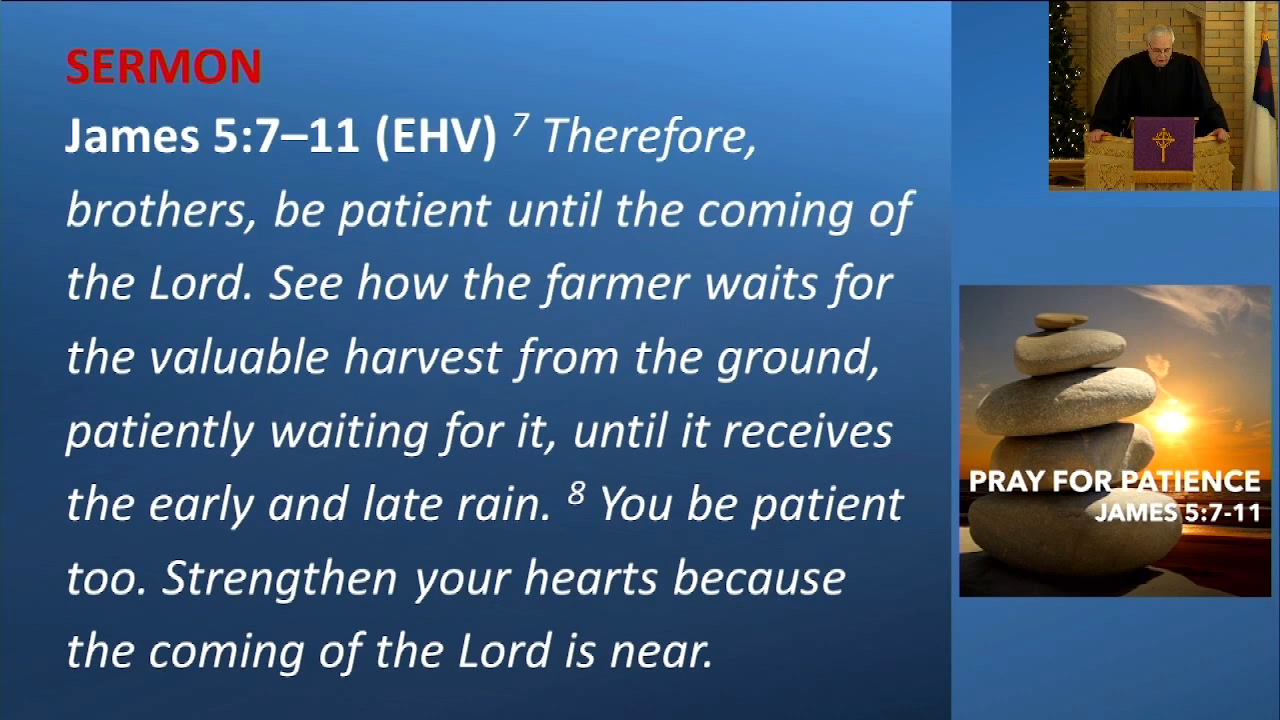 SERMON
James 5:7–11 (EHV) 7 Therefore,
brothers, be patient until the coming of
the Lord. See how the farmer waits for
the valuable harvest from the ground,
patiently waiting for it, until it receives
the early and late rain. 8 You be patient
too. Strengthen your hearts because
the coming of the Lord is near.
PRAY FOR PATIENCE
JAMES 5:7-11